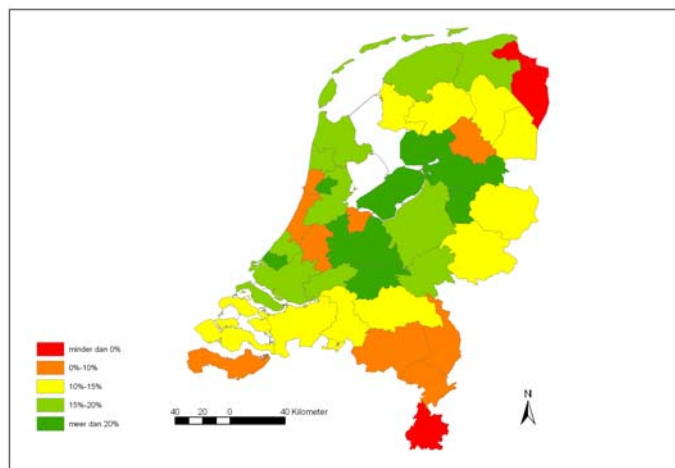 minder dan 0%
0%-10%
10%-15%
15%-20%
meer dan 20%
40 20 0 40 Kilometer
N